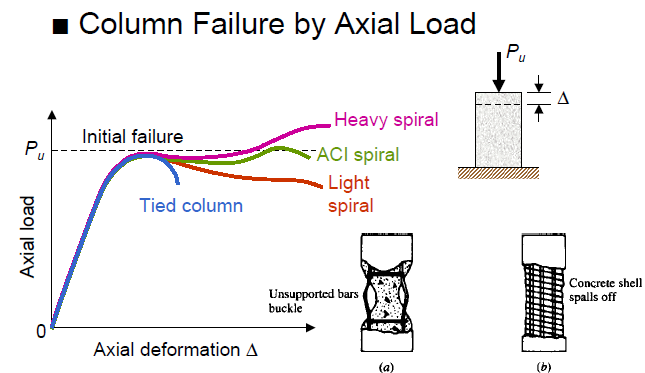 ■ Column Failure by Axial Load
Pu
Δ
Heavy spiral
Initial failure
Pu
ACI spiral
Light
spiral
Tied column
Axial load
Unsupported bars
buckle
Concrete shell
spalls off
0
Axial deformation Δ
(a)
(b)